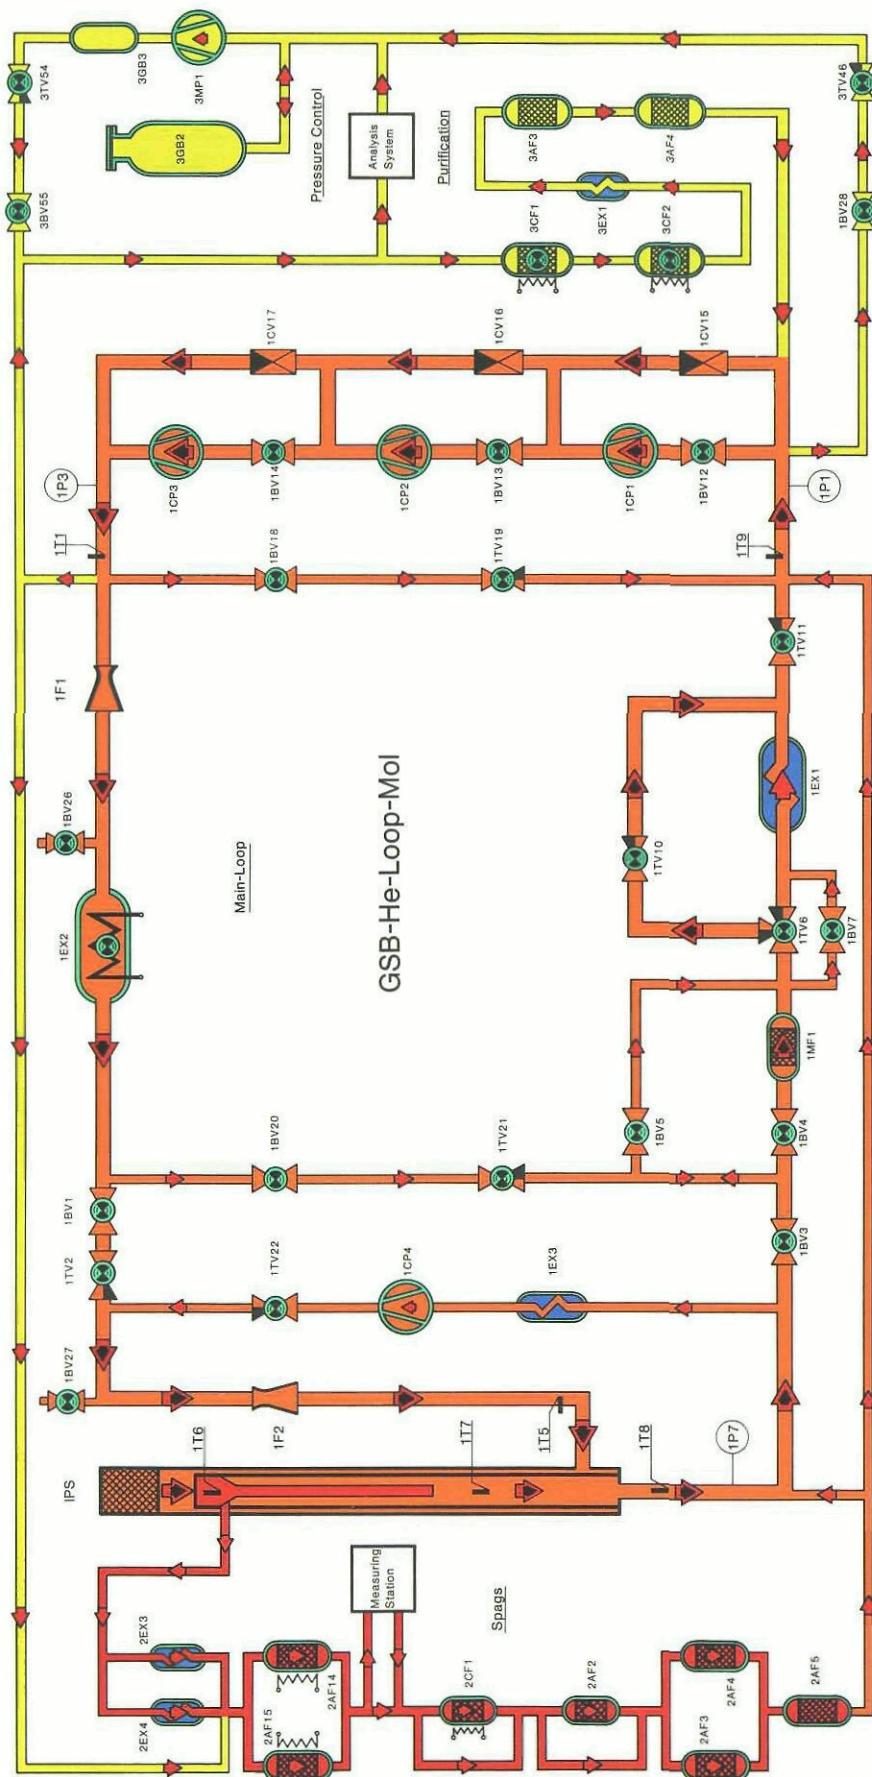 3TV54
3GB3
3MP1
3GB2
Pressure Control
Analysis
System
Purification
3AF3
3AF4
3TV46
3BV55
3CF1
3EX1
3CF2
1BV28
1CV17
1CV16
1CV15
1P3
1CP3
1BV14
1CP2
1BV13
1CP1
1BV12
1P1
1T1
1BV18
1TV19
1T9
1F1
1TV11
1BV26
Main-Loop
GSB-He-Loop-Mol
1EX1
1TV10
1EX2
1TV6
1BV7
1MF1
1BV20
1TV21
1BV5
1BV4
1BV1
1TV2
1TV22
1CP4
1EX3
1BV3
1BV27
1F2
1T5
1T6
1T7
1T8
1P7
IPS
Measuring
Station
Spags
2EX3
2EX4
2AF14
2AF15
2CF1
2AF2
2AF4
2AF3
2AF5